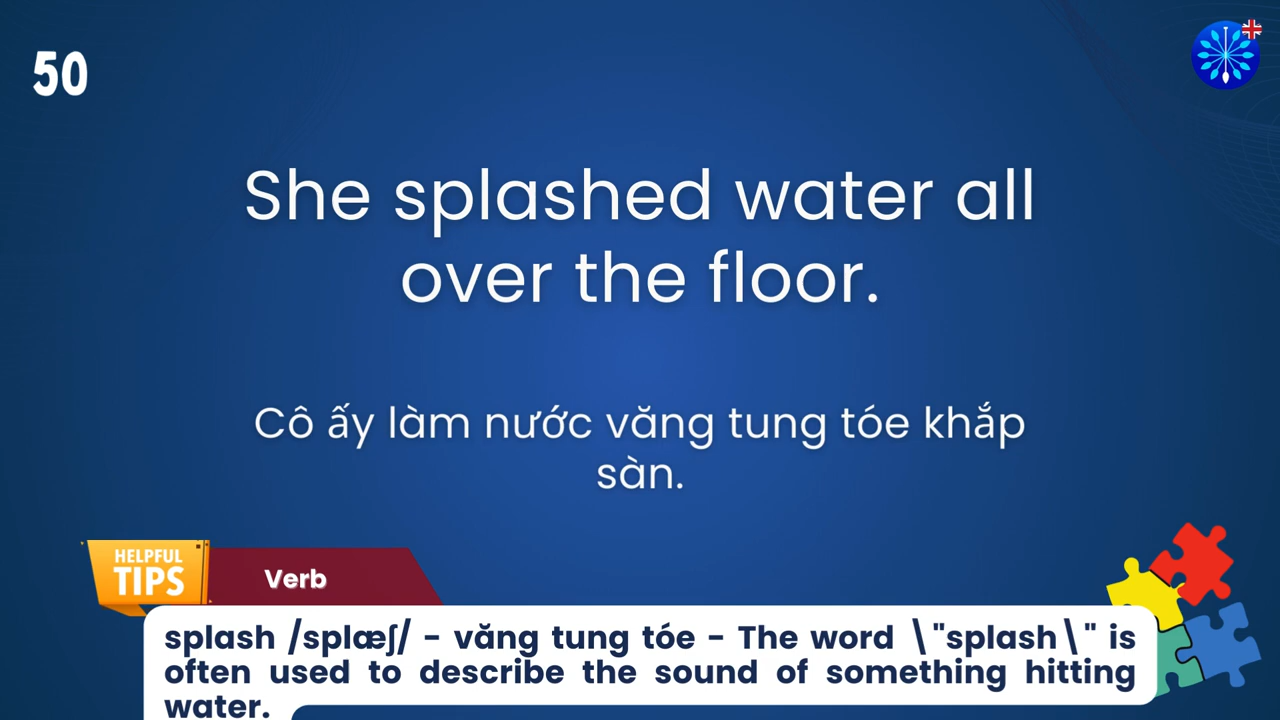 50
She splashed water all
over the floor.
Cô ấy làm nước văng tung tóe khắp
sàn.
HELPFUL
TIPS
Verb
splash /splæʃ/ - văng tung tóe - The word \"splash\" is
often used to describe the sound of something hitting
water.